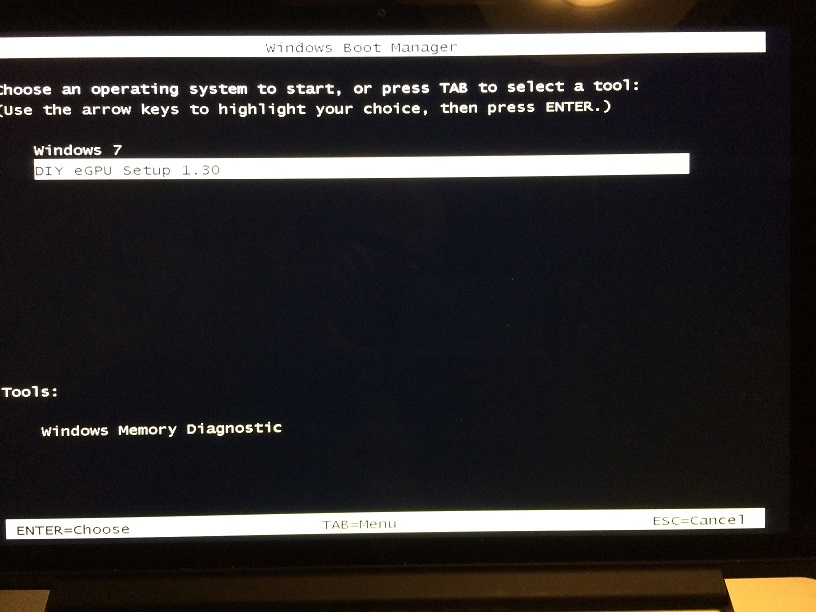 Windows Boot Manager
Choose an operating system to start, or press TAB to select a tool:
(Use the arrow keys to highlight your choice, then press ENTER.)
Windows 7
DIY eGPU Setup 1.30
Tools:
Windows Memory Diagnostic
ENTER=Choose TAB=Menu ESC=Cancel